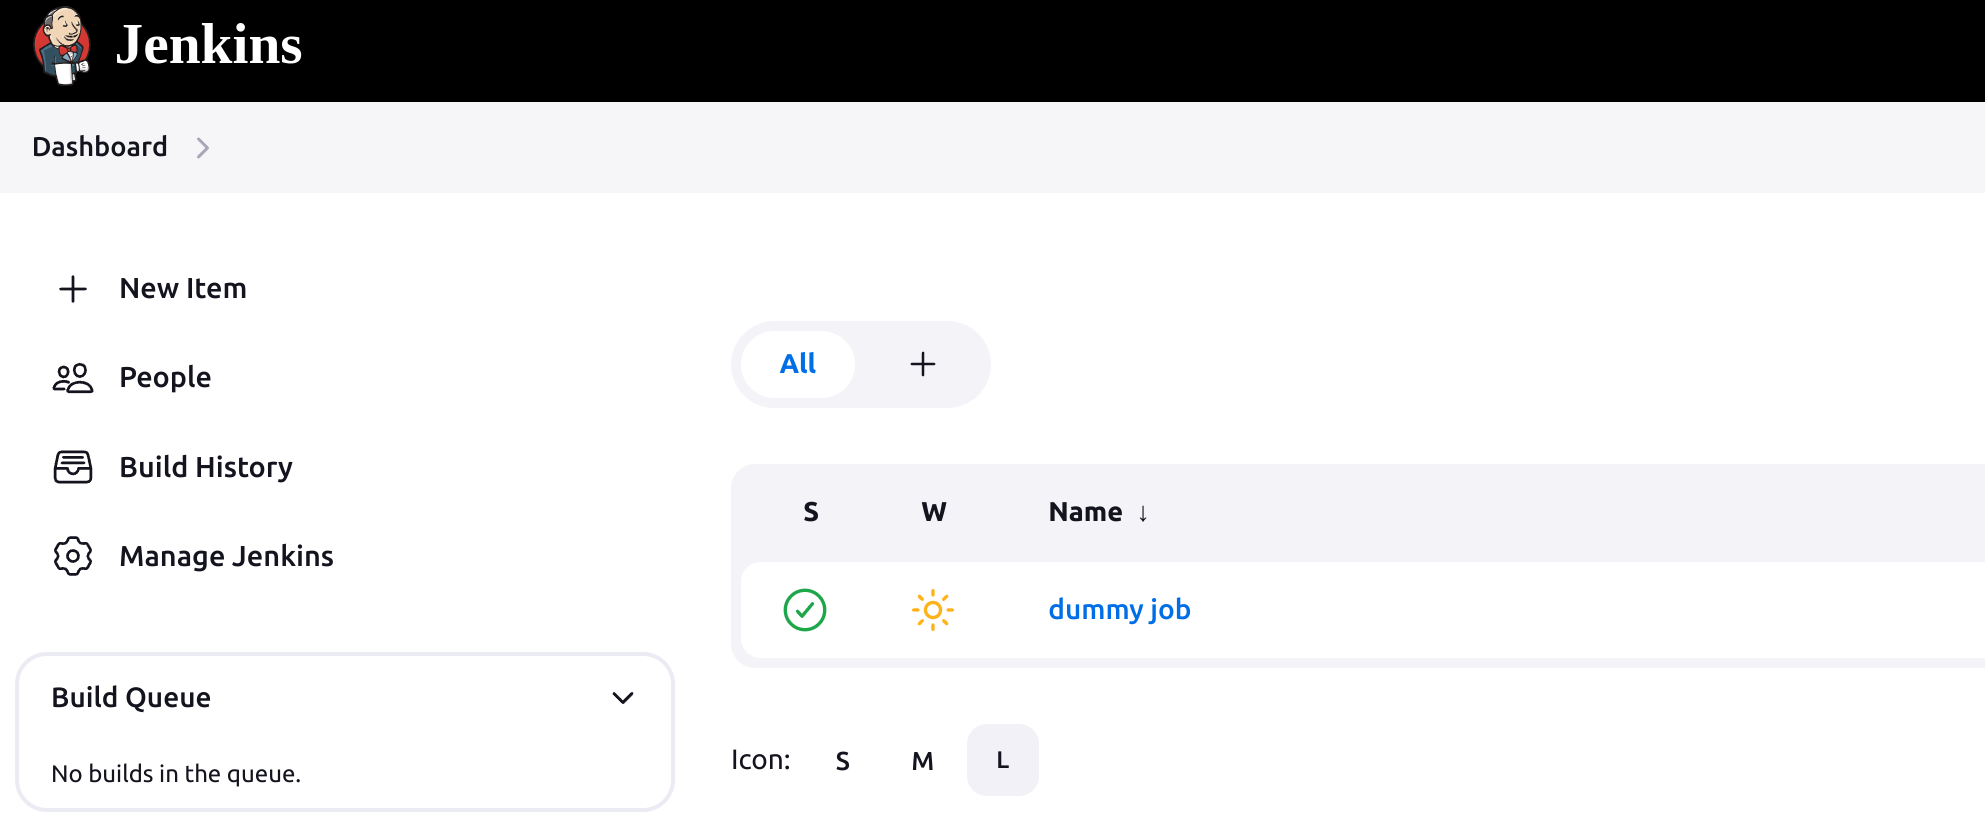 Jenkins
Dashboard
New Item
People
Build History
Manage Jenkins
Build Queue
No builds in the queue.
All
S W Name ↓
dummy job
Icon: S M L